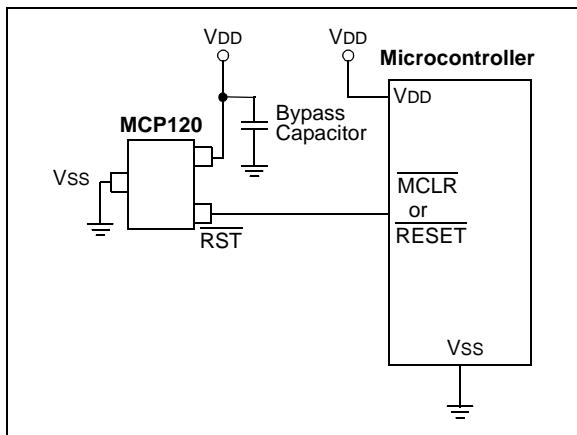 VDD
VDD
Microcontroller
VDD
Bypass
Capacitor
MCP120
VSS
MCLR
or
RESET
RST
VSS